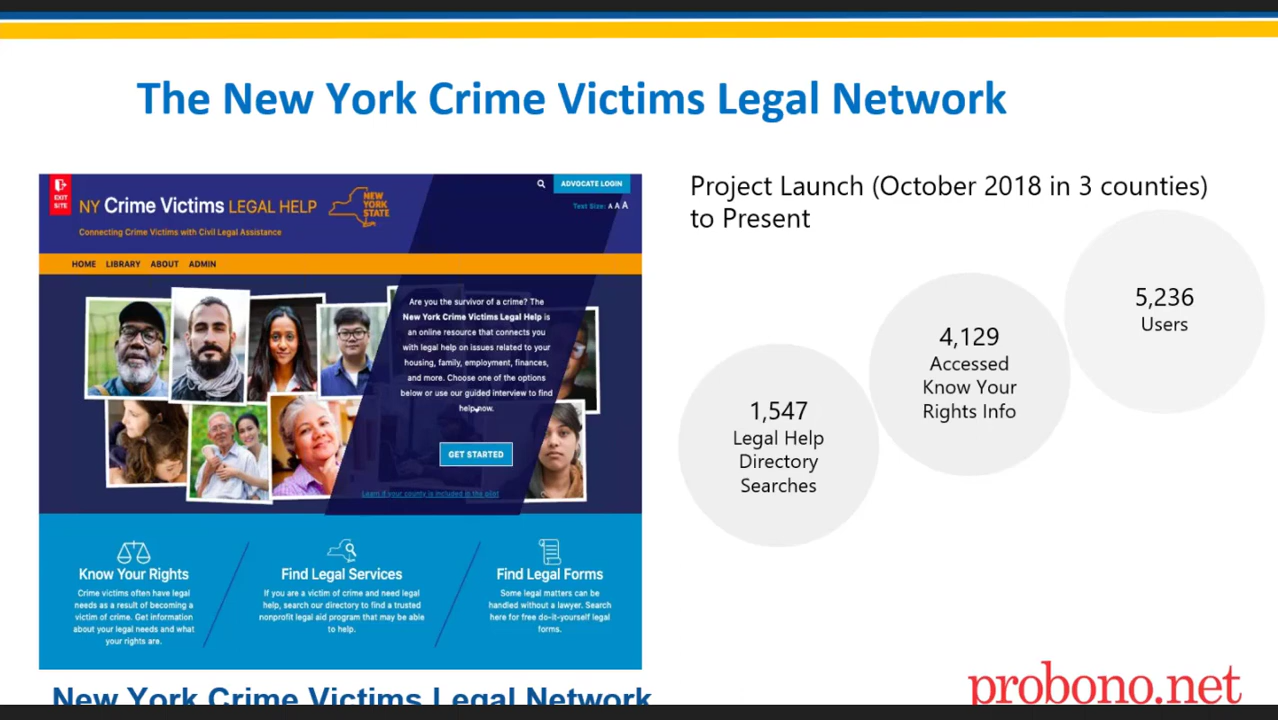 The New York Crime Victims Legal Network
EXIT
SITE
NY Crime Victims LEGAL HELP
NEW
YORK
STATE
Connecting Crime Victims with Civil Legal Assistance
ADVOCATE LOGIN
Text Size: A A A
HOME LIBRARY ABOUT ADMIN
Are you the survivor of a crime? The
New York Crime Victims Legal Help is
an online resource that connects you
with legal help on issues related to your
housing, family, employment, finances,
and more. Choose one of the options
below or use our guided interview to find
help now.
GET STARTED
Learn if your county is included in the pilot
Know Your Rights
Crime victims often have legal
needs as a result of becoming a
victim of crime. Get information
about your legal needs and what
your rights are.
Find Legal Services
If you are a victim of crime and need legal
help, search our directory to find a trusted
nonprofit legal aid program that may be able
to help.
Find Legal Forms
Some legal matters can be
handled without a lawyer. Search
here for free do-it-yourself legal
forms.
New York Crime Victims Legal Network
Project Launch (October 2018 in 3 counties)
to Present
1,547
Legal Help
Directory
Searches
4,129
Accessed
Know Your
Rights Info
5,236
Users
probono.net